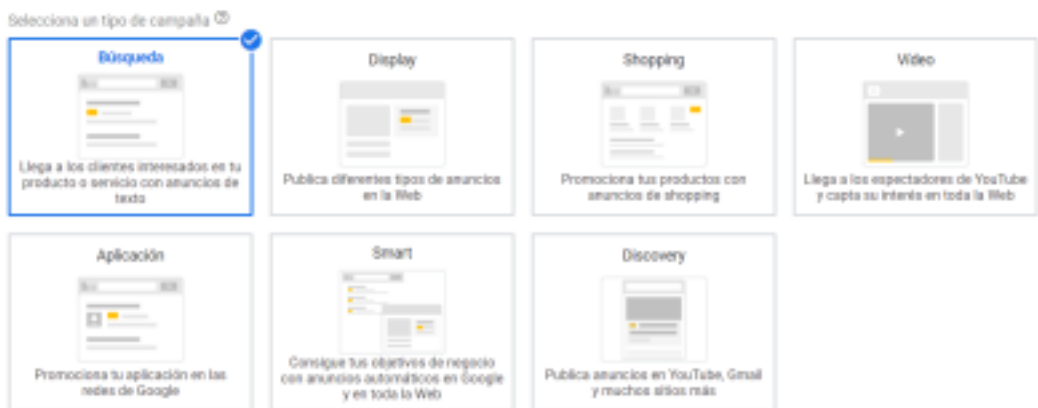 Selecciona un tipo de campaña
Búsqueda
Llega a los clientes interesados en tu
producto o servicio con anuncios de
texto
Display
Publica diferentes tipos de anuncios
en la Web
Shopping
Promociona tus productos con
anuncios de shopping
Vídeo
Llega a los espectadores de YouTube
y capta su interés en toda la Web
Aplicación
Promociona tu aplicación en las
redes de Google
Smart
Consigue tus objetivos de negocio
con anuncios automáticos en Google
y en toda la Web
Discovery
Publica anuncios en YouTube, Gmail
y muchos sitios más